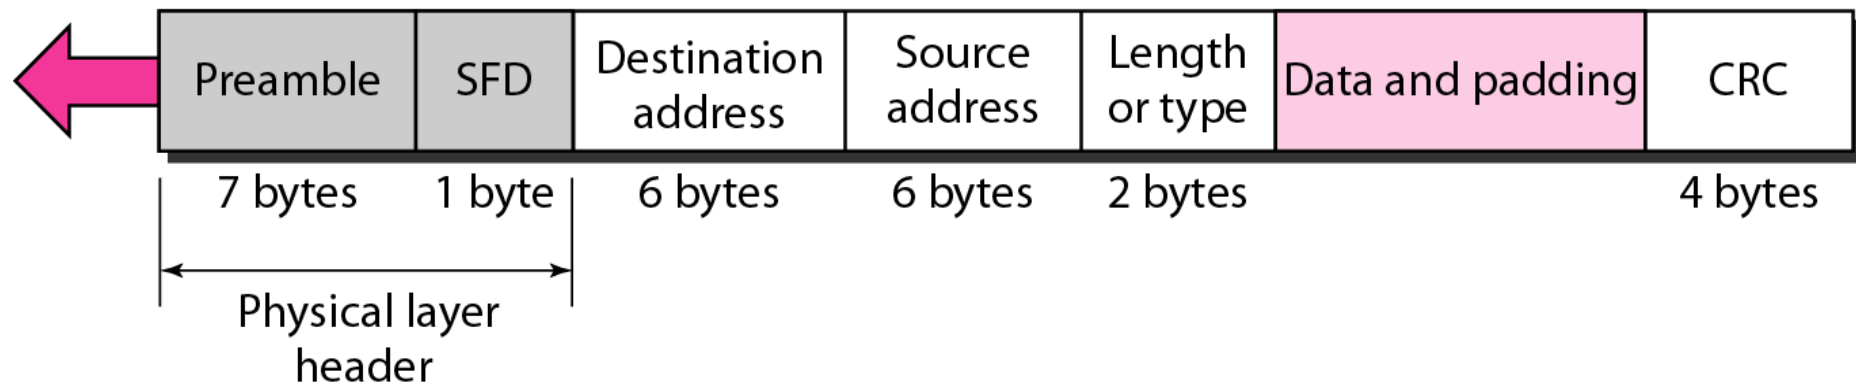 Preamble
SFD
Destination
address
Source
address
Length
or type
Data and padding
CRC
7 bytes
1 byte
6 bytes
6 bytes
2 bytes
4 bytes
Physical layer
header